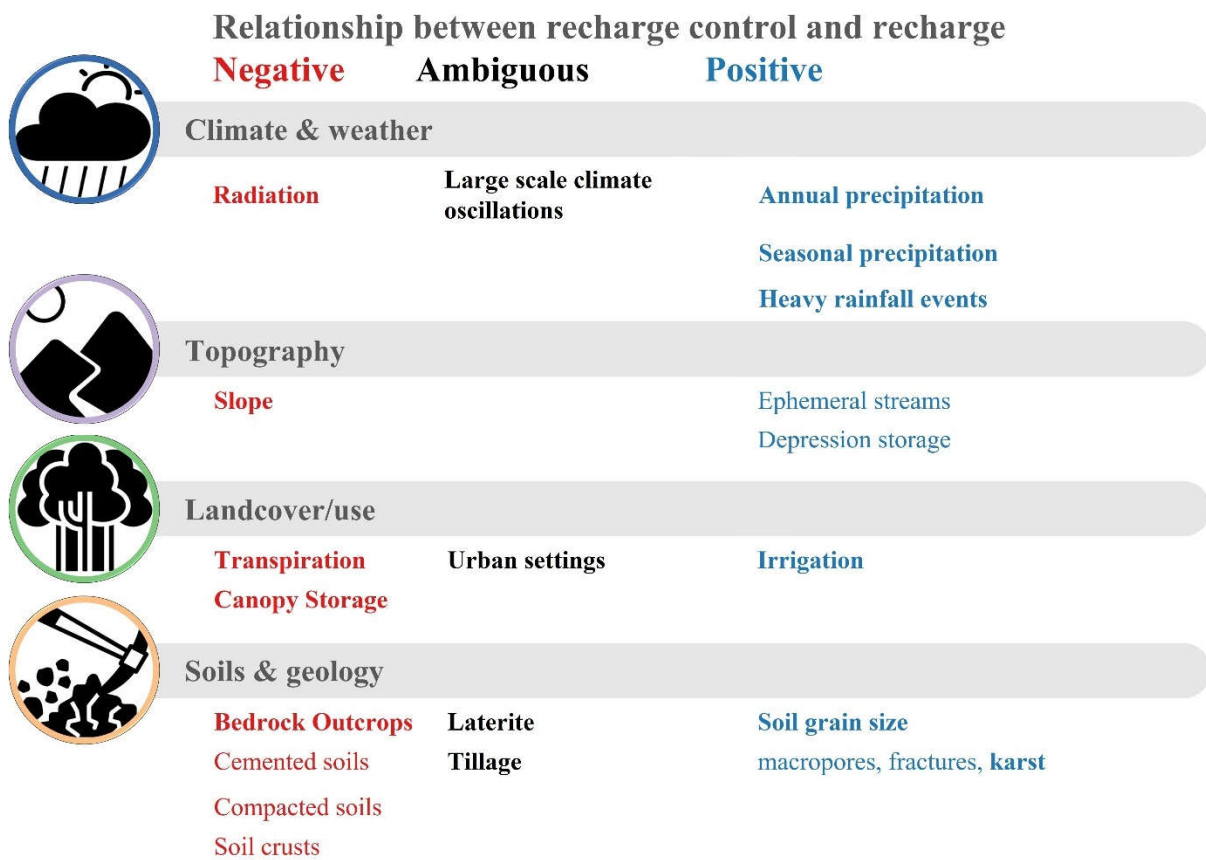 Relationship between recharge control and recharge
Negative Ambiguous Positive
Climate & weather
Radiation Large scale climate oscillations Annual precipitation
Seasonal precipitation
Heavy rainfall events
Topography
Slope Ephemeral streams
Depression storage
Landcover/use
Transpiration Urban settings Irrigation
Canopy Storage
Soils & geology
Bedrock Outcrops Laterite Soil grain size
Cemented soils Tillage macropores, fractures, karst
Compacted soils
Soil crusts